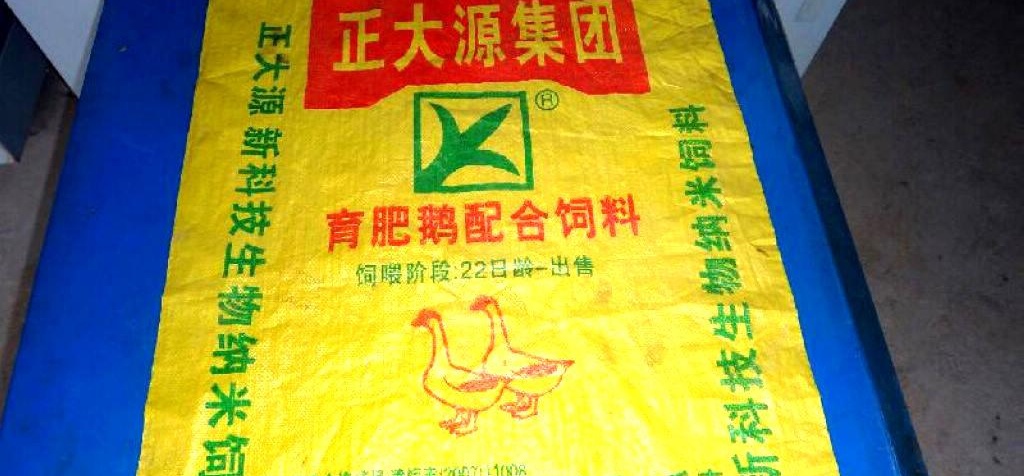 正大源集团
正
育肥鹅配合饲料
饲喂阶段:22日龄-出售
正大源 新科技生物纳米饲
新科技生物纳米饲料